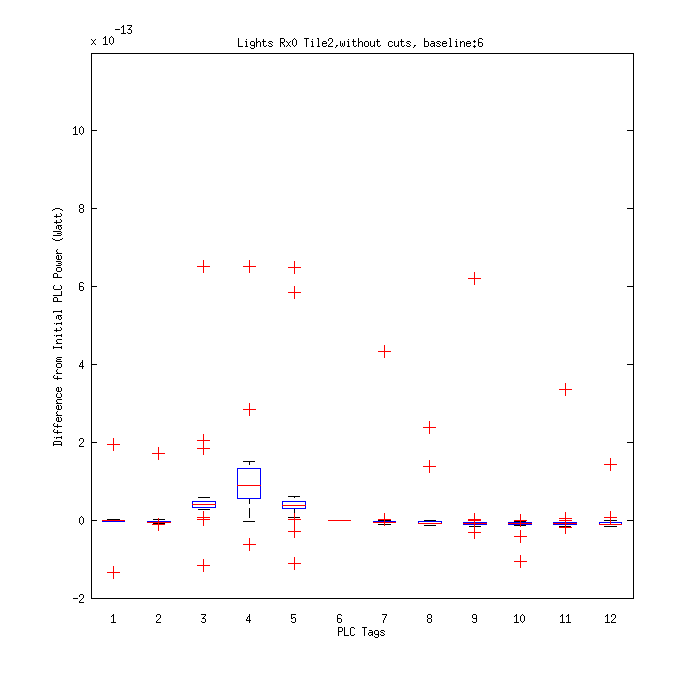 x 10-13
Lights Rx0 Tile2,without cuts, baseline:6
Difference from Initial PLC Power (Watt)
10
8
6
4
2
0
-2
1 2 3 4 5 6 7 8 9 10 11 12
PLC Tags